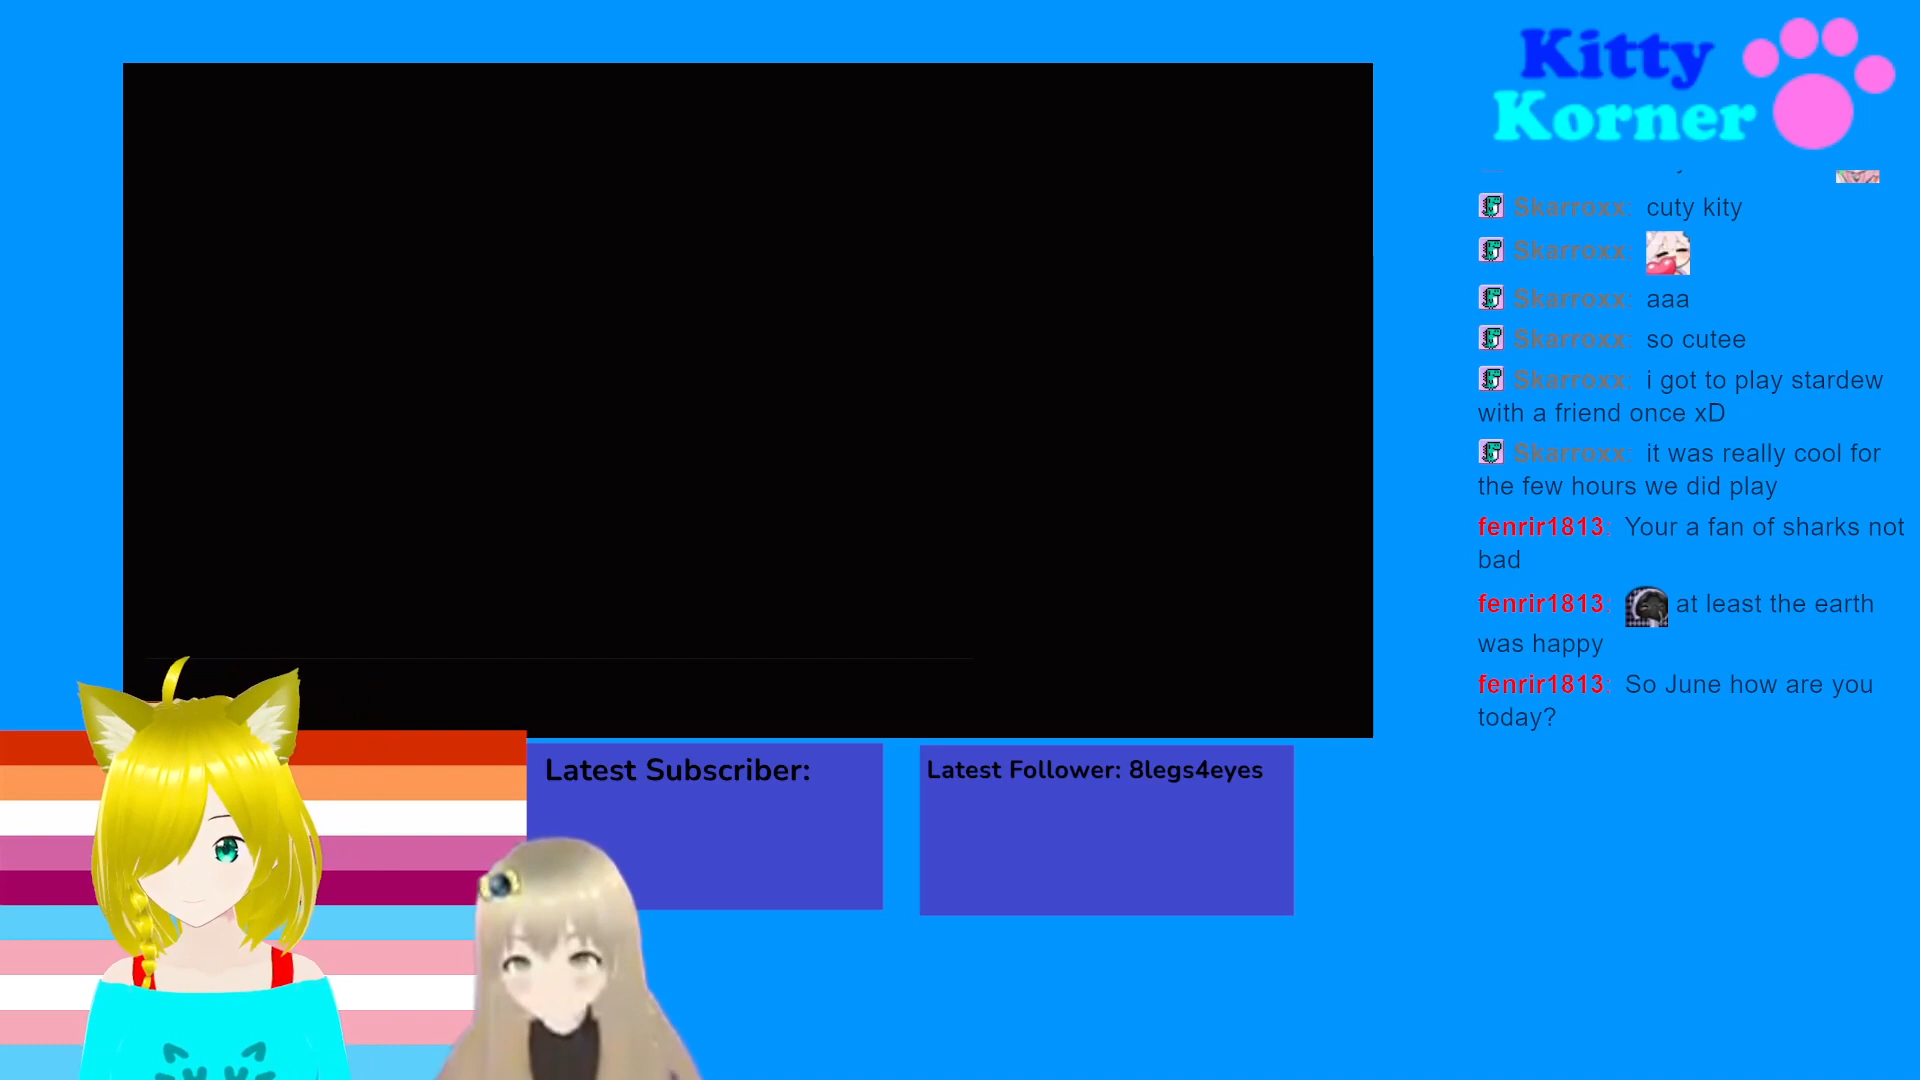 Kitty
Korner
Skarroxx: cuty kity
Skarroxx:
Skarroxx: aaa
Skarroxx: so cutee
Skarroxx: i got to play stardew
with a friend once xD
Skarroxx: it was really cool for
the few hours we did play
fenrir1813: Your a fan of sharks not
bad
fenrir1813: at least the earth
was happy
fenrir1813: So June how are you
today?
Latest Subscriber:
Latest Follower: 8legs4eyes